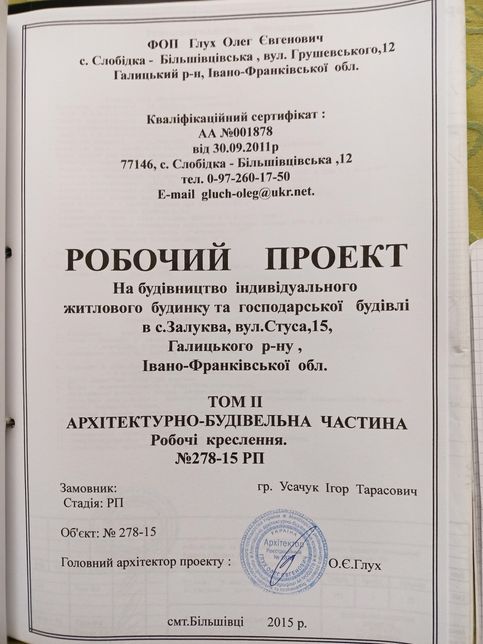 ФОП Глух Олег Євгенович
с. Слобідка - Більшівцівська , вул. Грушевського,12
Галицький р-н, Івано-Франківської обл.
Кваліфікаційний сертифікат :
АА №001878
від 30.09.2011р
77146, с. Слобідка - Більшівцівська ,12
тел. 0-97-260-17-50
E-mail gluch-oleg@ukr.net.
РОБОЧИЙ ПРОЕКТ
На будівництво індивідуального
житлового будинку та господарської будівлі
в с.Залуква, вул.Стуса,15,
Галицького р-ну ,
Івано-Франківської обл.
ТОМ ІІ
АРХІТЕКТУРНО-БУДІВЕЛЬНА ЧАСТИНА
Робочі креслення.
№278-15 РП
Замовник: гр. Усачук Ігор Тарасович
Стадія: РП
Об'єкт: № 278-15
Архітектор
Головний архітектор проекту : О.Є.Глух
смт.Більшівці 2015 р.